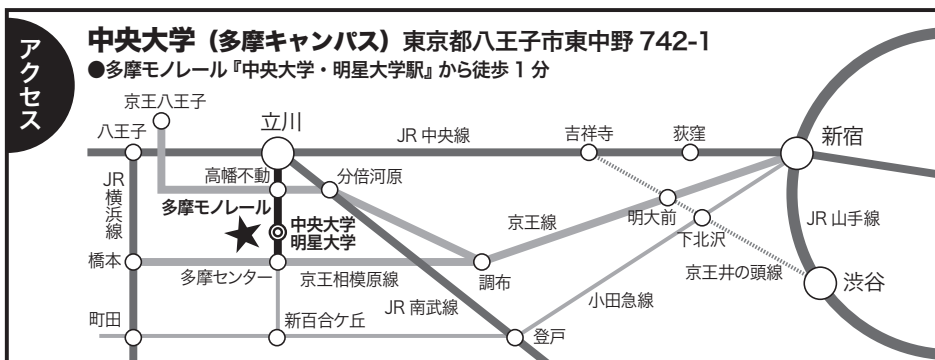 アクセス
中央大学（多摩キャンパス）東京都八王子市東中野 742-1
●多摩モノレール『中央大学・明星大学駅』から徒歩 1 分
京王八王子
八王子
立川
JR 中央線
吉祥寺
荻窪
新宿
JR 横浜線
高幡不動
分倍河原
多摩モノレール
中央大学
明星大学
京王線
明大前
下北沢
JR 山手線
橋本
多摩センター
京王相模原線
調布
京王井の頭線
渋谷
JR 南武線
小田急線
町田
新百合ケ丘
登戸